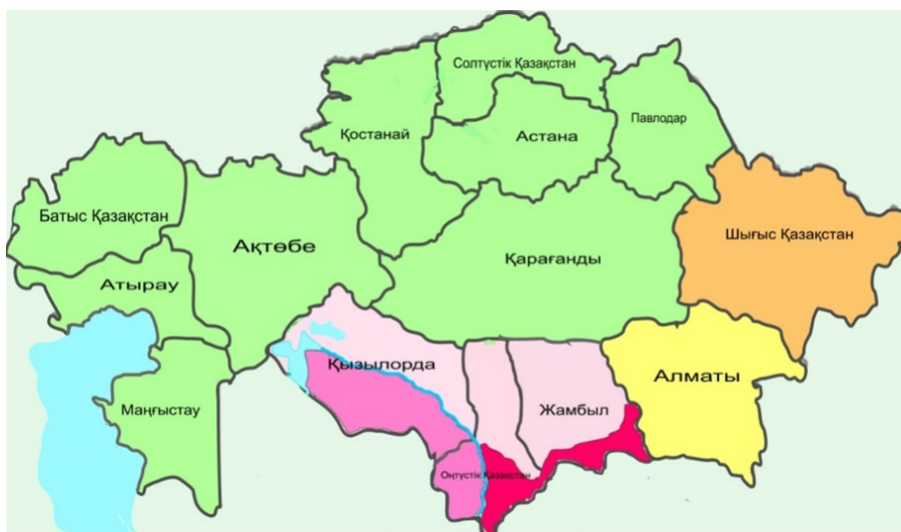 Солтүстік Қазақстан
Қостанай
Астана
Павлодар
Батыс Қазақстан
Ақтөбе
Шығыс Қазақстан
Қарағанды
Атырау
Қызылорда
Алматы
Маңғыстау
Жамбыл
Оңтүстік Қазақстан